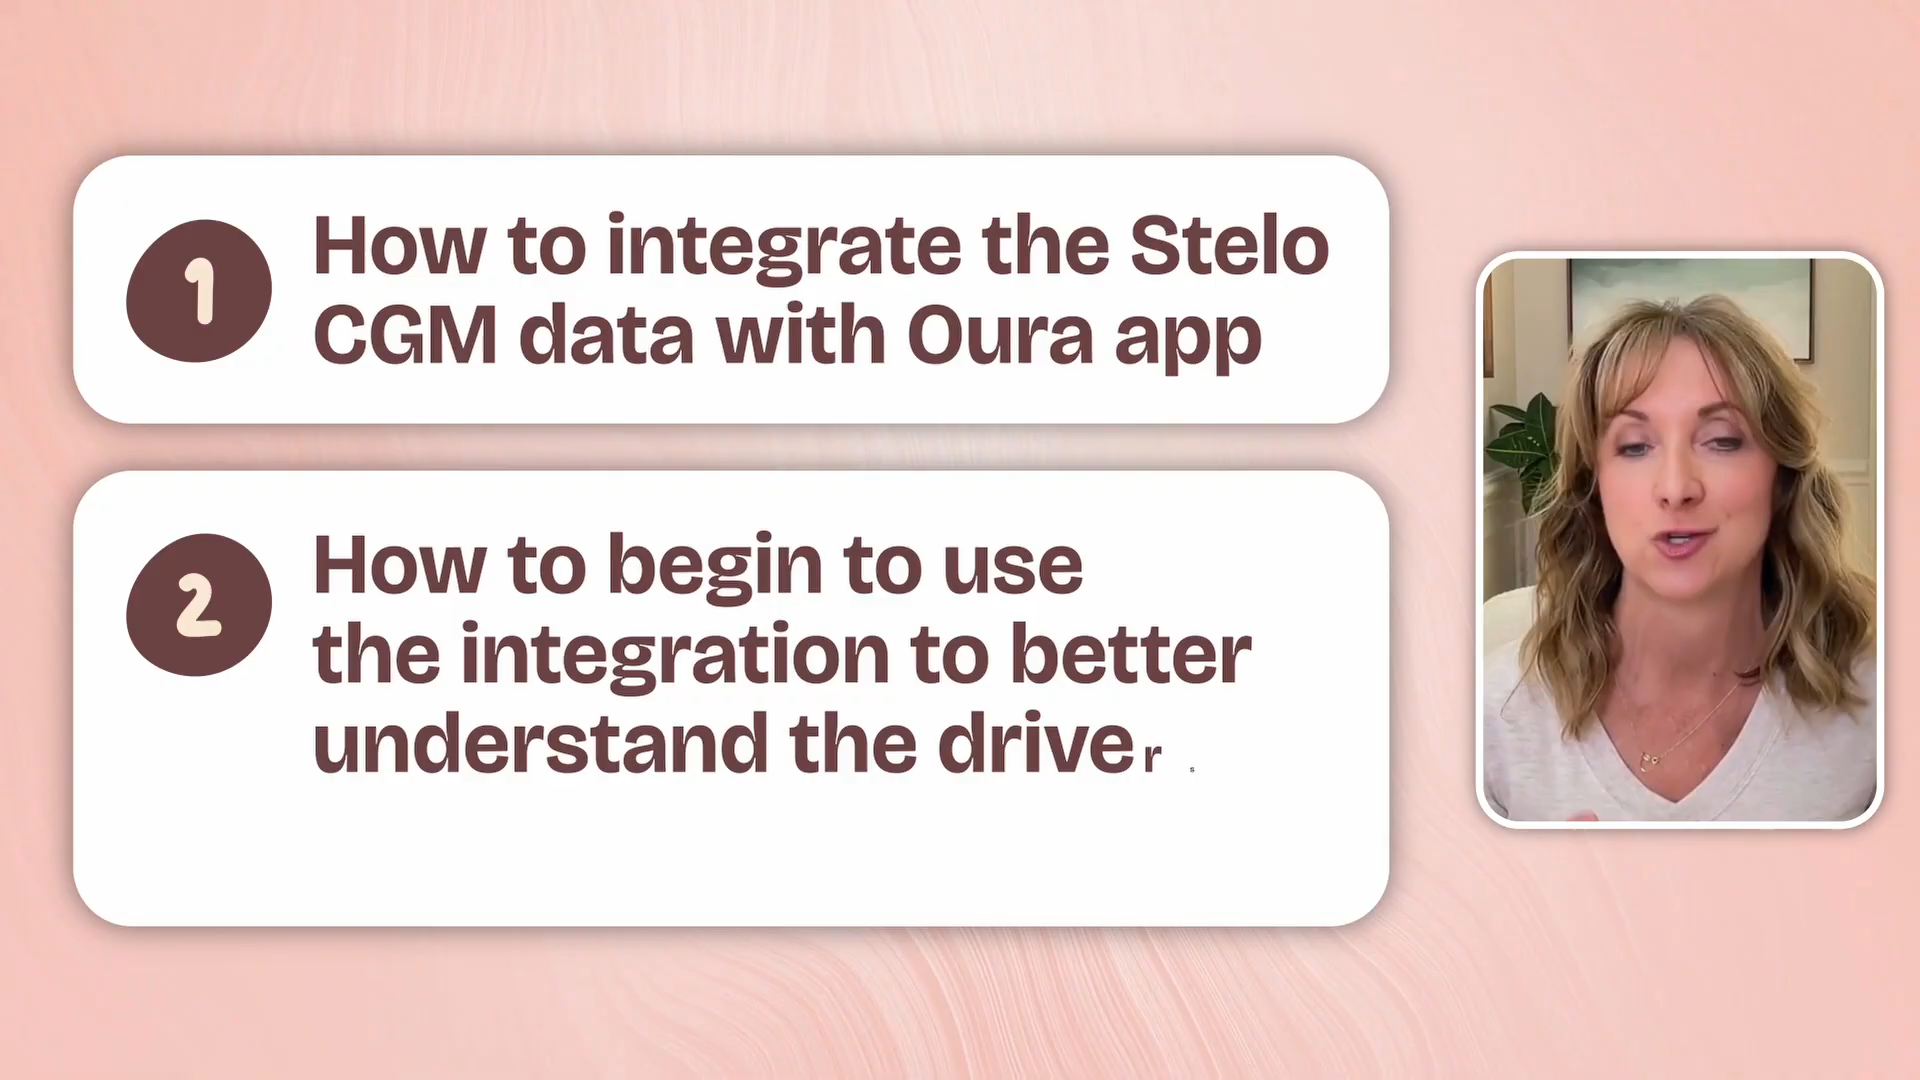 1
How to integrate the Stelo
CGM data with Oura app
2
How to begin to use
the integration to better
understand the drivers